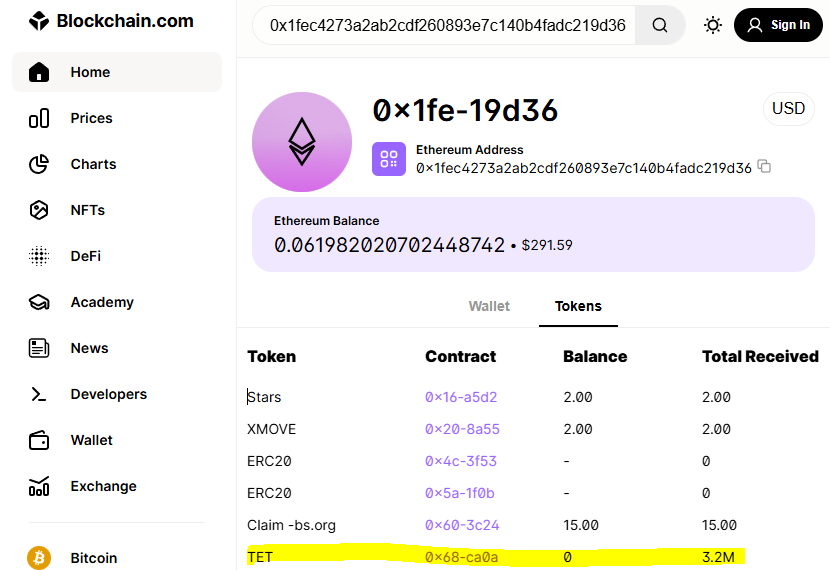 Blockchain.com
Home
Prices
Charts
NFTs
DeFi
Academy
News
Developers
Wallet
Exchange
Bitcoin
0x1fec4273a2ab2cdf260893e7c140b4fadc219d36
Sign In
0x1fe-19d36
USD
Ethereum Address
0x1fec4273a2ab2cdf260893e7c140b4fadc219d36
Ethereum Balance
0.061982020702448742 • $291.59
Wallet Tokens
Token Contract Balance Total Received
Stars 0x16-a5d2 2.00 2.00
XMOVE 0x20-8a55 2.00 2.00
ERC20 0x4c-3f53 - 0
ERC20 0x5a-1f0b - 0
Claim -bs.org 0x60-3c24 15.00 15.00
TET 0x68-ca0a 0 3.2M